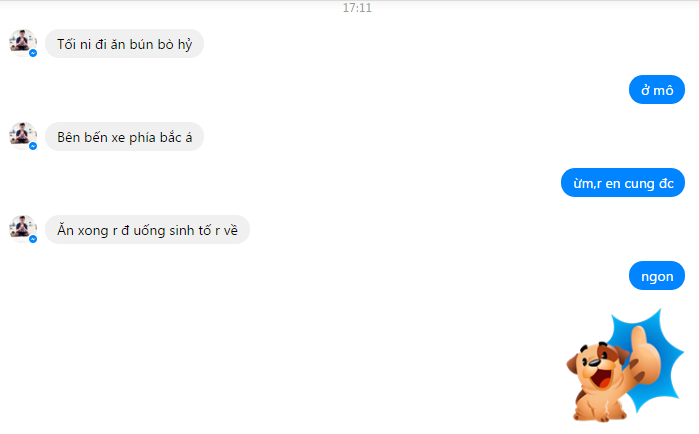 17:11
Tối ni đi ăn bún bò hỷ
ở mô
Bên bến xe phía bắc á
ừm,r en cung đc
Ăn xong r đ uống sinh tố r về
ngon